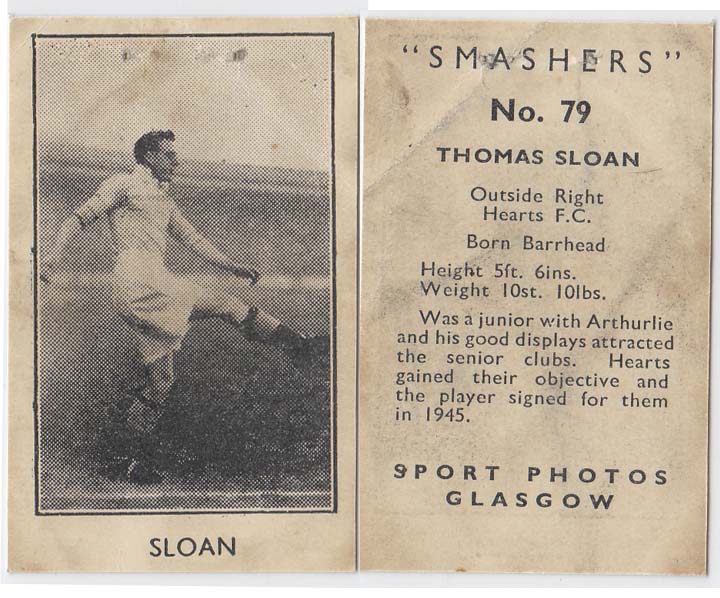 SLOAN
"SMASHERS"
No. 79
THOMAS SLOAN
Outside Right
Hearts F.C.
Born Barrhead
Height 5ft. 6ins.
Weight 10st. 10lbs.
Was a junior with Arthurlie
and his good displays attracted
the senior clubs. Hearts
gained their objective and
the player signed for them
in 1945.
SPORT PHOTOS
GLASGOW